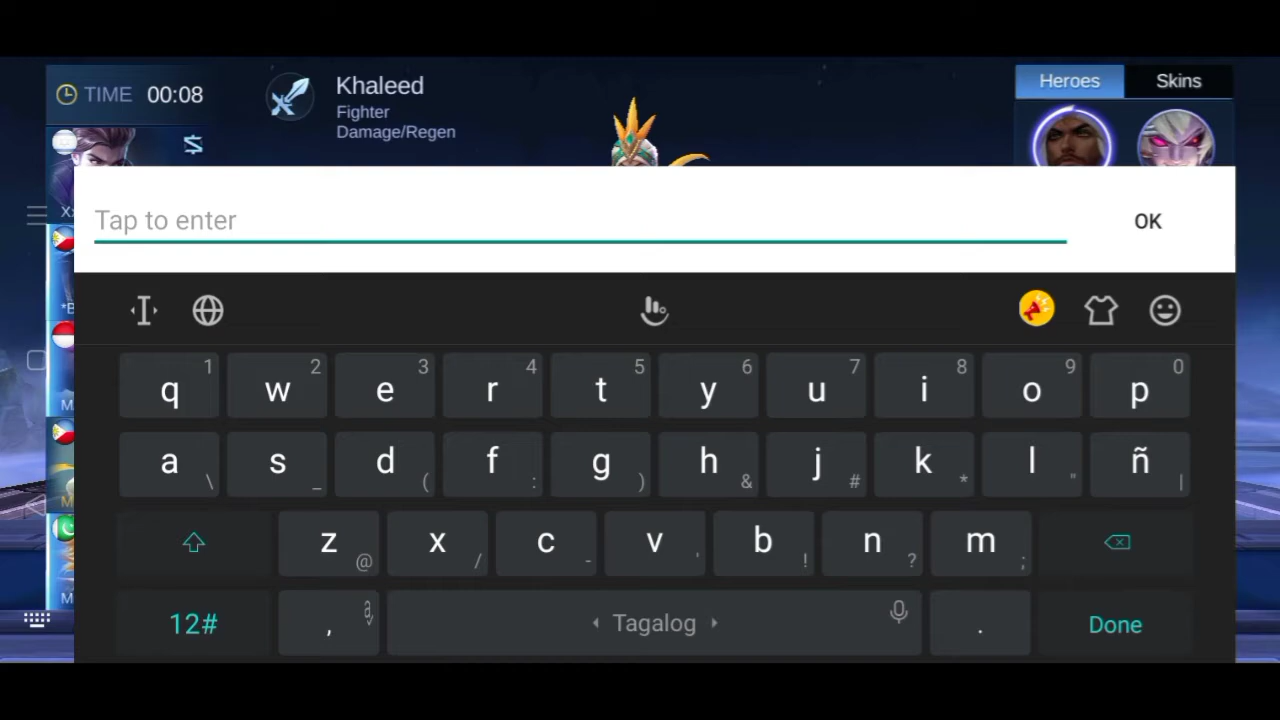 TIME 00:08
Khaleed
Fighter
Damage/Regen
Heroes Skins
Tap to enter
OK
1 2 3 4 5 6 7 8 9 0
q w e r t y u i o p
a s d f g h j k l ñ
\ _ ( : ) & # * " |
z x c v b n m
@ / - ' ! ? ;
12# , Tagalog . Done